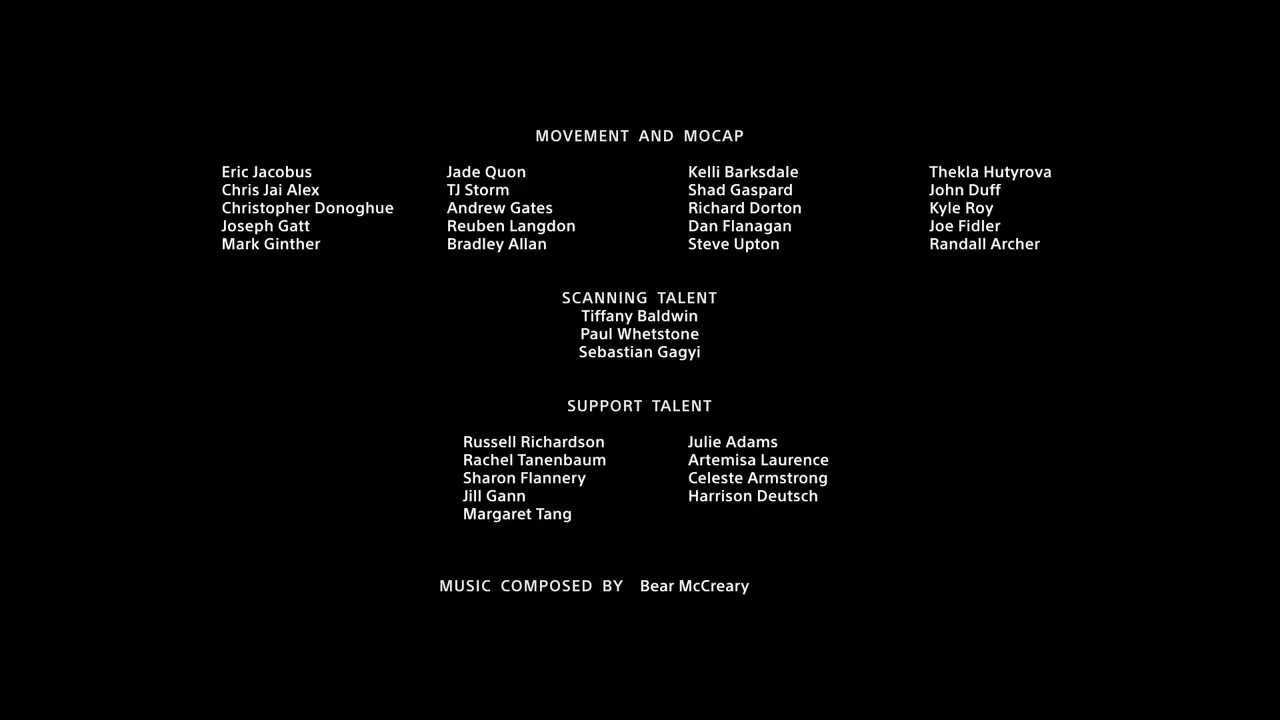 MOVEMENT AND MOCAP
Eric Jacobus Jade Quon Kelli Barksdale Thekla Hutyrova
Chris Jai Alex TJ Storm Shad Gaspard John Duff
Christopher Donoghue Andrew Gates Richard Dorton Kyle Roy
Joseph Gatt Reuben Langdon Dan Flanagan Joe Fidler
Mark Ginther Bradley Allan Steve Upton Randall Archer
SCANNING TALENT
Tiffany Baldwin
Paul Whetstone
Sebastian Gagyi
SUPPORT TALENT
Russell Richardson Julie Adams
Rachel Tanenbaum Artemisa Laurence
Sharon Flannery Celeste Armstrong
Jill Gann Harrison Deutsch
Margaret Tang
MUSIC COMPOSED BY Bear McCreary